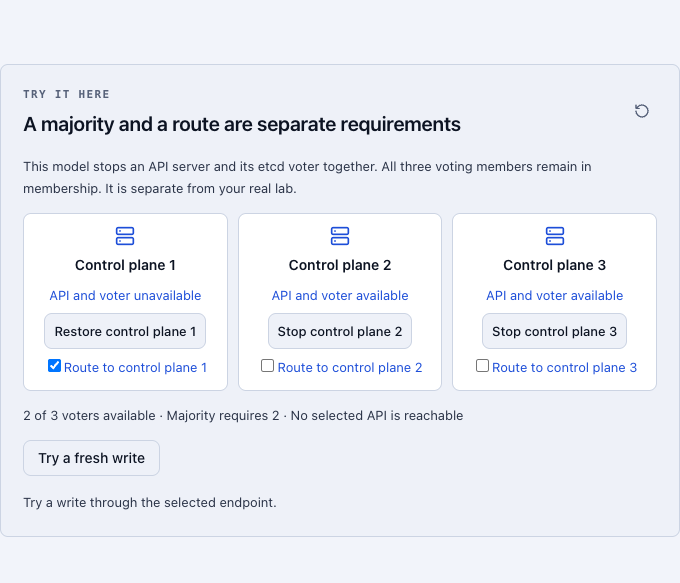 TRY IT HERE
A majority and a route are separate requirements
This model stops an API server and its etcd voter together. All three voting members remain in
membership. It is separate from your real lab.
Control plane 1
API and voter unavailable
Restore control plane 1
Route to control plane 1
Control plane 2
API and voter available
Stop control plane 2
Route to control plane 2
Control plane 3
API and voter available
Stop control plane 3
Route to control plane 3
2 of 3 voters available · Majority requires 2 · No selected API is reachable
Try a fresh write
Try a write through the selected endpoint.